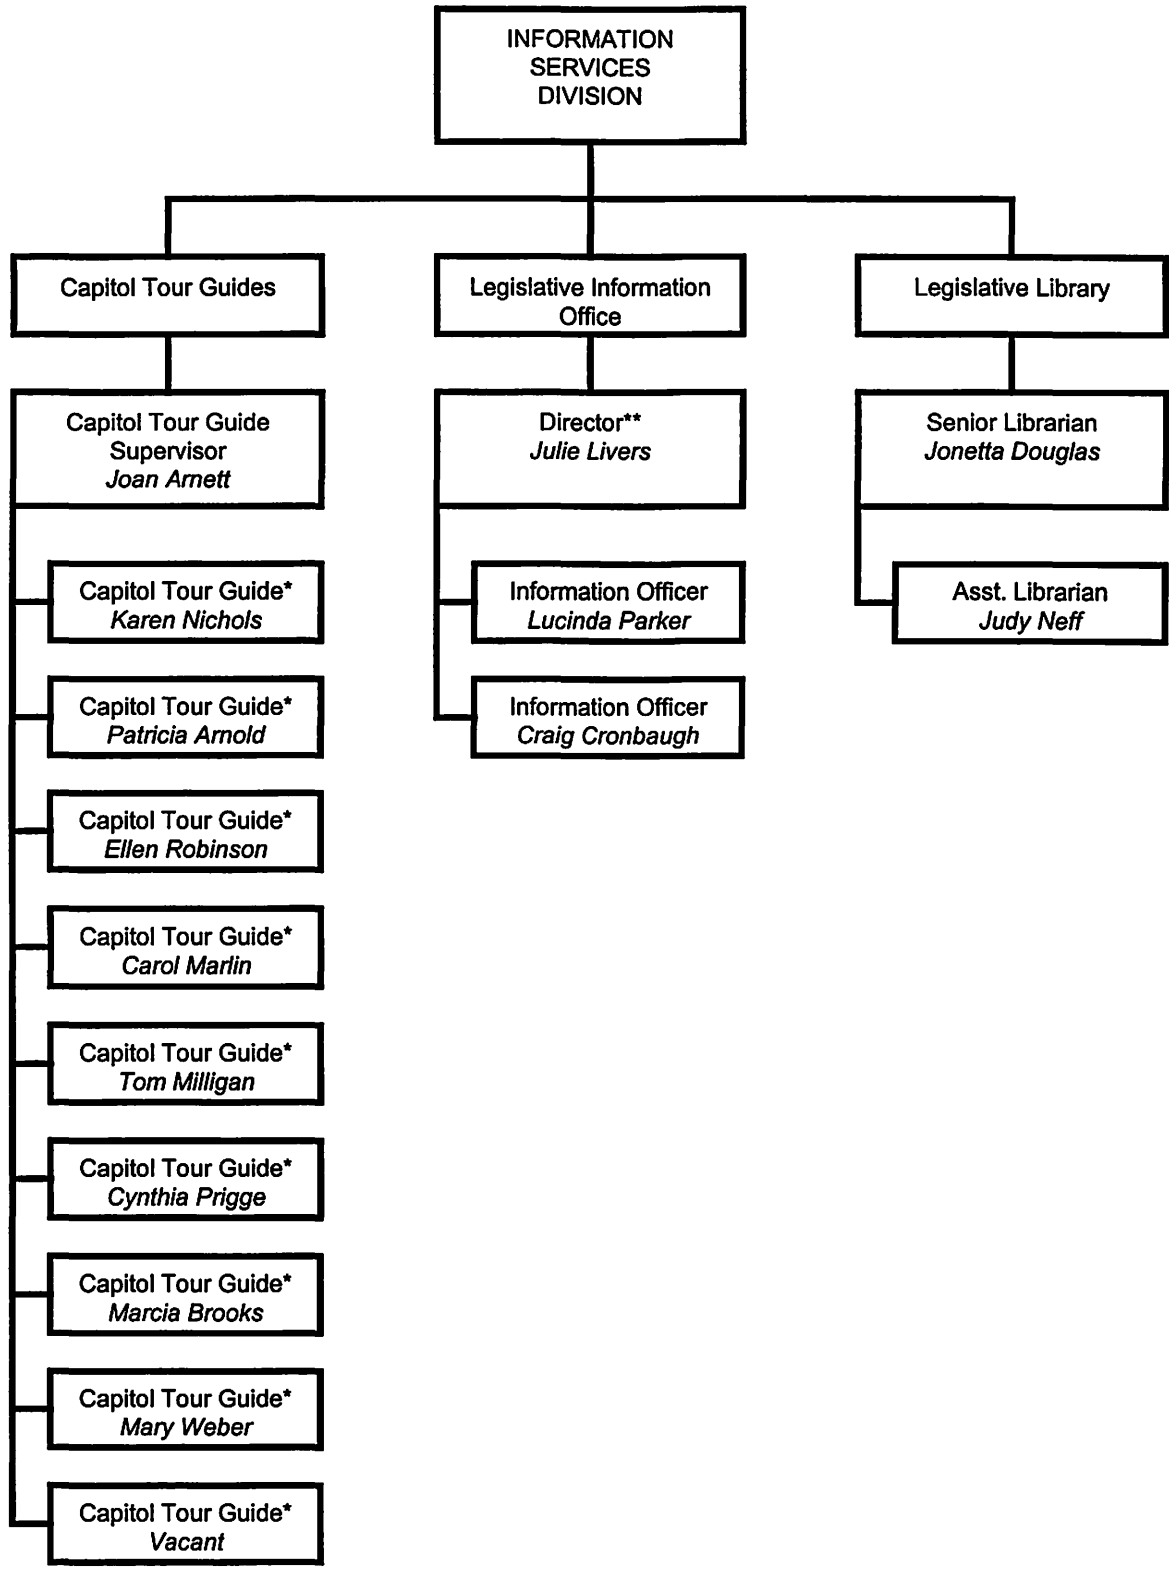 INFORMATION
SERVICES
DIVISION
Capitol Tour Guides
Legislative Information
Office
Legislative Library
Capitol Tour Guide
Supervisor
Joan Arnett
Director**
Julie Livers
Senior Librarian
Jonetta Douglas
Capitol Tour Guide*
Karen Nichols
Information Officer
Lucinda Parker
Asst. Librarian
Judy Neff
Capitol Tour Guide*
Patricia Arnold
Information Officer
Craig Cronbaugh
Capitol Tour Guide*
Ellen Robinson
Capitol Tour Guide*
Carol Marlin
Capitol Tour Guide*
Tom Milligan
Capitol Tour Guide*
Cynthia Prigge
Capitol Tour Guide*
Marcia Brooks
Capitol Tour Guide*
Mary Weber
Capitol Tour Guide*
Vacant